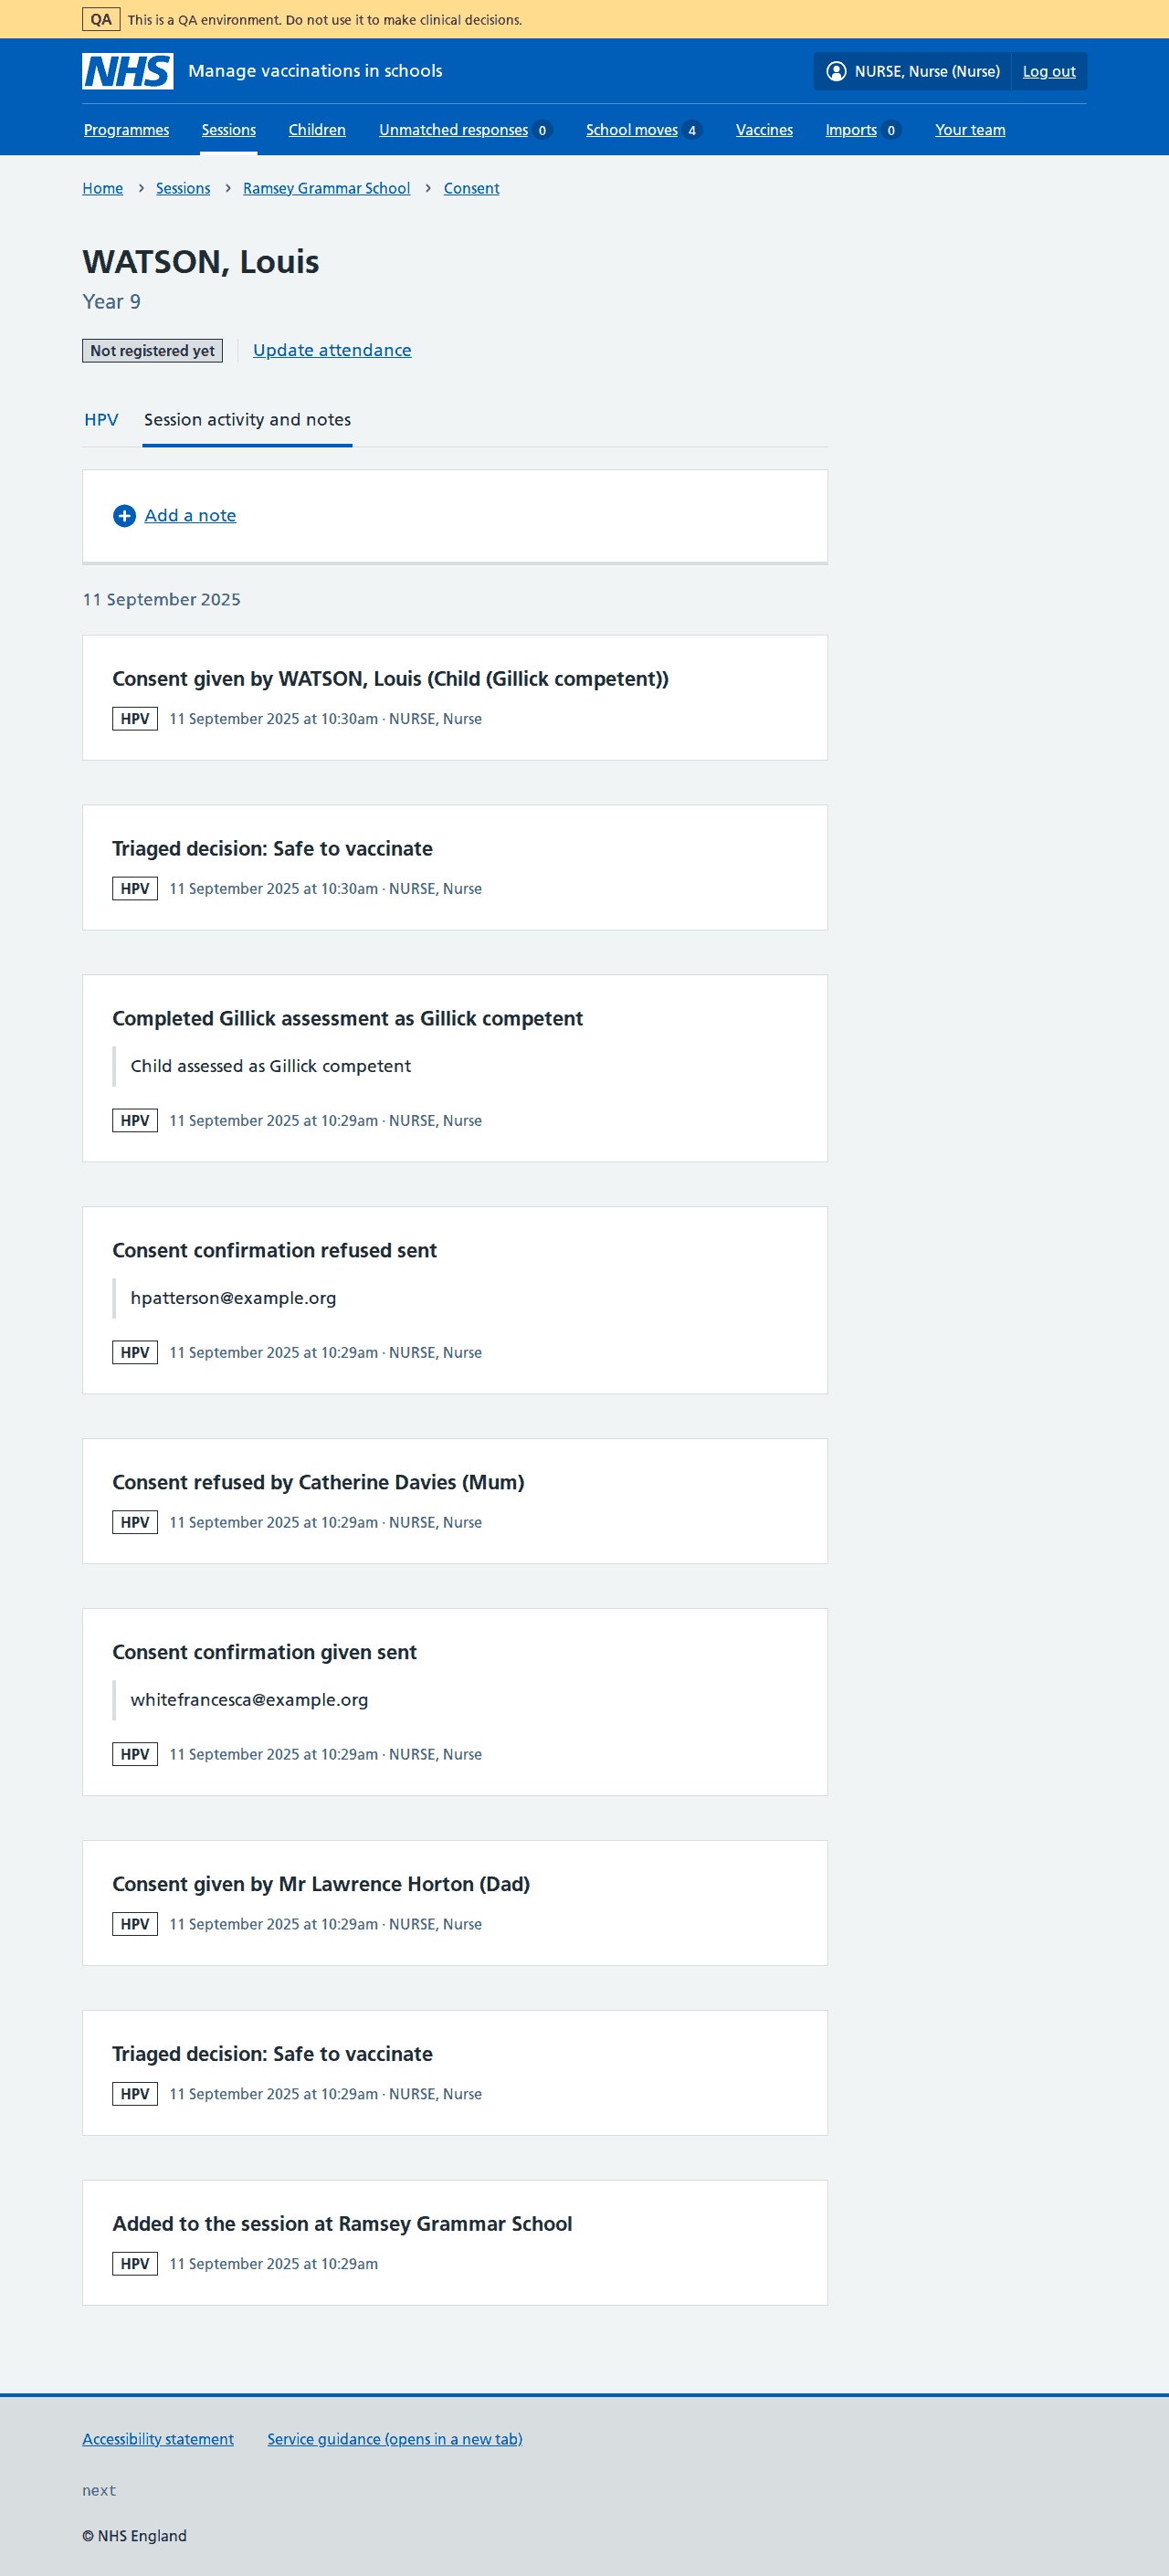 QA This is a QA environment. Do not use it to make clinical decisions.
NHS Manage vaccinations in schools NURSE, Nurse (Nurse) Log out
Programmes Sessions Children Unmatched responses 0 School moves 4 Vaccines Imports 0 Your team
Home › Sessions › Ramsey Grammar School › Consent
WATSON, Louis
Year 9
Not registered yet Update attendance
HPV Session activity and notes
Add a note
11 September 2025
Consent given by WATSON, Louis (Child (Gillick competent))
HPV 11 September 2025 at 10:30am · NURSE, Nurse
Triaged decision: Safe to vaccinate
HPV 11 September 2025 at 10:30am · NURSE, Nurse
Completed Gillick assessment as Gillick competent
Child assessed as Gillick competent
HPV 11 September 2025 at 10:29am · NURSE, Nurse
Consent confirmation refused sent
hpatterson@example.org
HPV 11 September 2025 at 10:29am · NURSE, Nurse
Consent refused by Catherine Davies (Mum)
HPV 11 September 2025 at 10:29am · NURSE, Nurse
Consent confirmation given sent
whitefrancesca@example.org
HPV 11 September 2025 at 10:29am · NURSE, Nurse
Consent given by Mr Lawrence Horton (Dad)
HPV 11 September 2025 at 10:29am · NURSE, Nurse
Triaged decision: Safe to vaccinate
HPV 11 September 2025 at 10:29am · NURSE, Nurse
Added to the session at Ramsey Grammar School
HPV 11 September 2025 at 10:29am
Accessibility statement Service guidance (opens in a new tab)
next
© NHS England